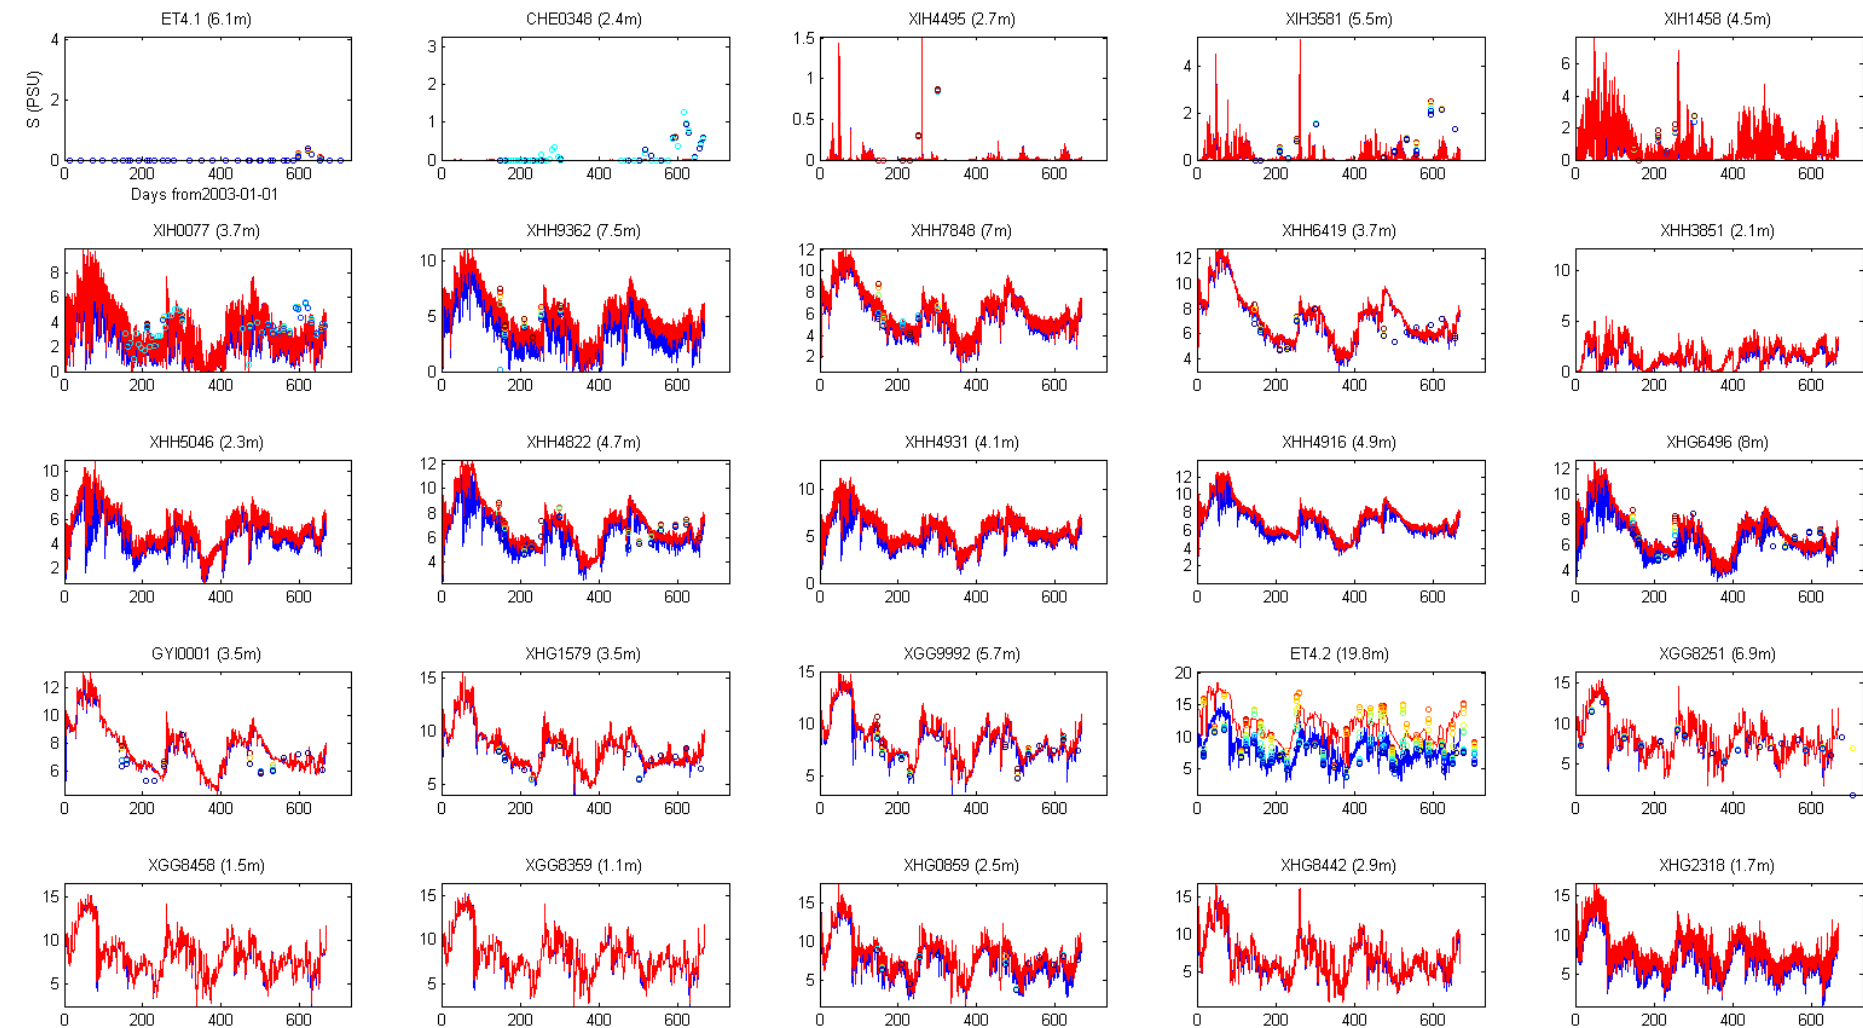 ET4.1 (6.1m) CHE0348 (2.4m) XIH4495 (2.7m) XIH3581 (5.5m) XIH1458 (4.5m)
4 3 1.5 4 6
2 2 1 2 4
0 1 0.5 0 2
0 0 0
S (PSU)
0 200 400 600 0 200 400 600 0 200 400 600 0 200 400 600 0 200 400 600
Days from2003-01-01
XIH0077 (3.7m) XHH9362 (7.5m) XHH7848 (7m) XHH6419 (3.7m) XHH3851 (2.1m)
8 10 12 12 10
6 5 10 10 5
4 0 8 8 0
2 6 6
0 4 4
2
0 200 400 600 0 200 400 600 0 200 400 600 0 200 400 600 0 200 400 600
XHH5046 (2.3m) XHH4822 (4.7m) XHH4931 (4.1m) XHH4916 (4.9m) XHG6496 (8m)
10 12 10 12 12
8 10 5 10 10
6 8 0 8 8
4 6 6 6
2 4 4 4
2
0 200 400 600 0 200 400 600 0 200 400 600 0 200 400 600 0 200 400 600
GYI0001 (3.5m) XHG1579 (3.5m) XGG9992 (5.7m) ET4.2 (19.8m) XGG8251 (6.9m)
12 15 15 20 15
10 10 10 15 10
8 5 5 10 5
6 5
0 200 400 600 0 200 400 600 0 200 400 600 0 200 400 600 0 200 400 600
XGG8458 (1.5m) XGG8359 (1.1m) XHG0859 (2.5m) XHG8442 (2.9m) XHG2318 (1.7m)
15 15 15 15 15
10 10 10 10 10
5 5 5 5 5
0 200 400 600 0 200 400 600 0 200 400 600 0 200 400 600 0 200 400 600